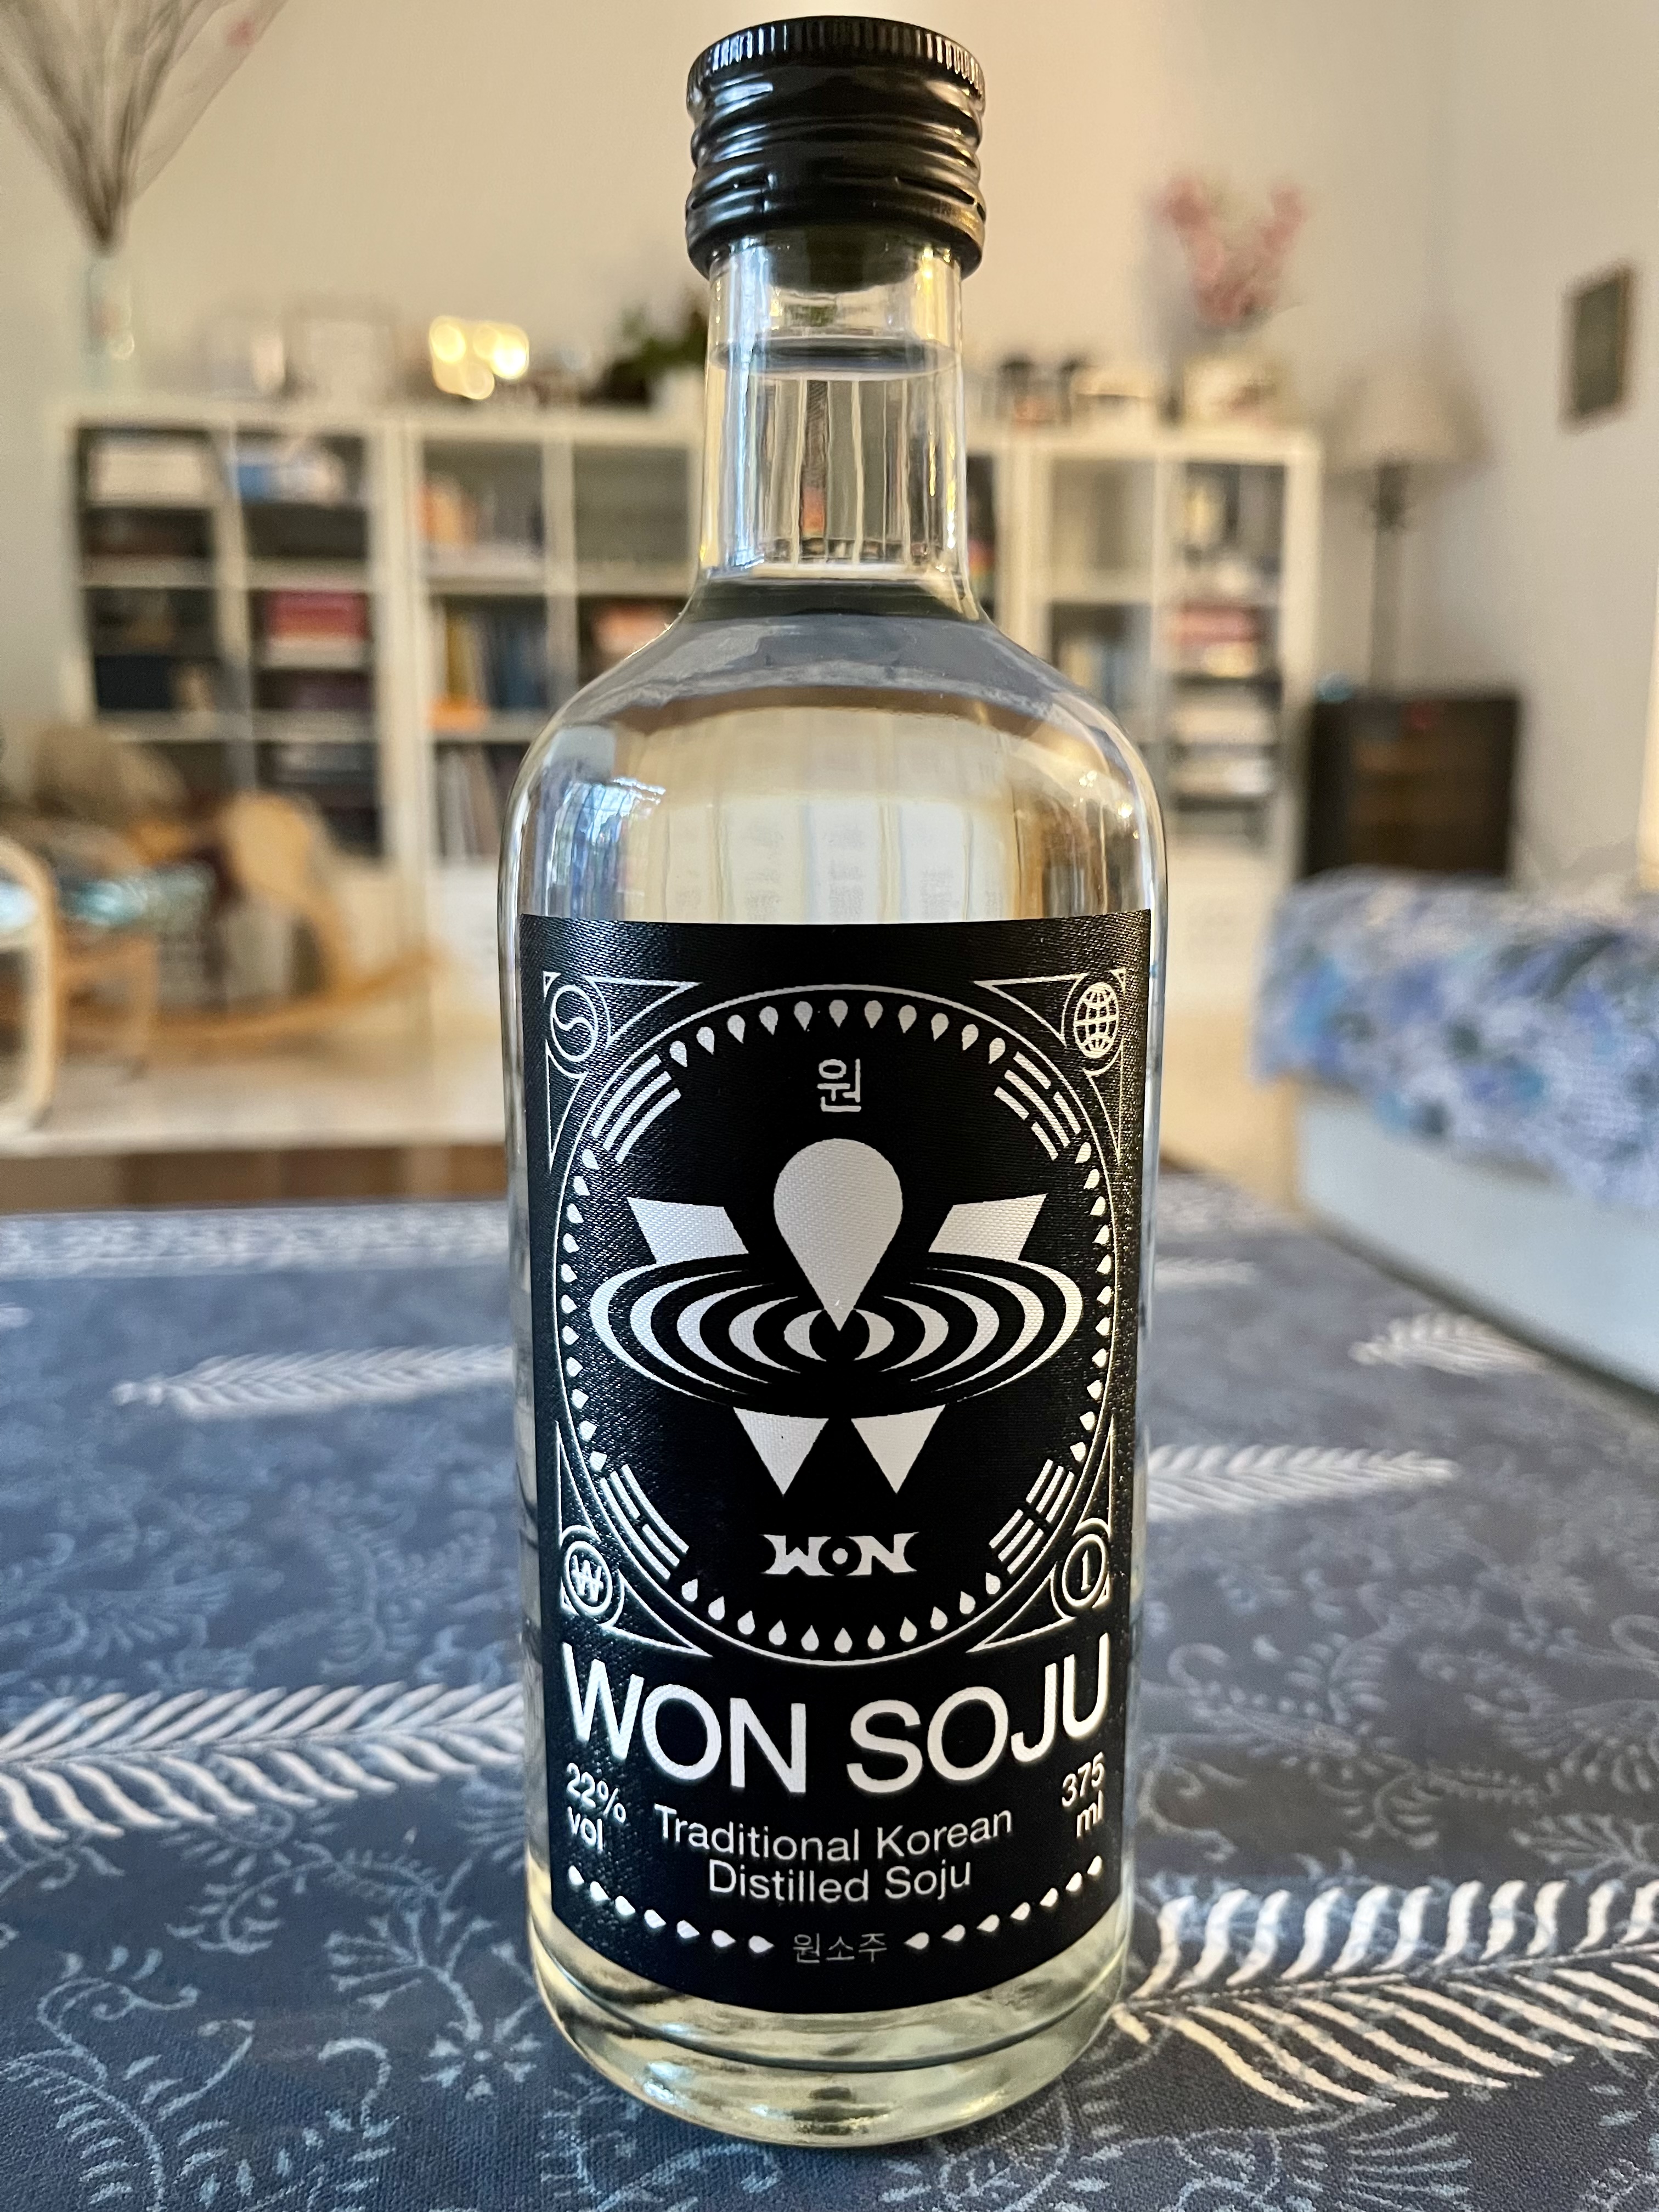 원
WON
WON SOJU
22%
vol
375
ml
Traditional Korean
Distilled Soju
원소주